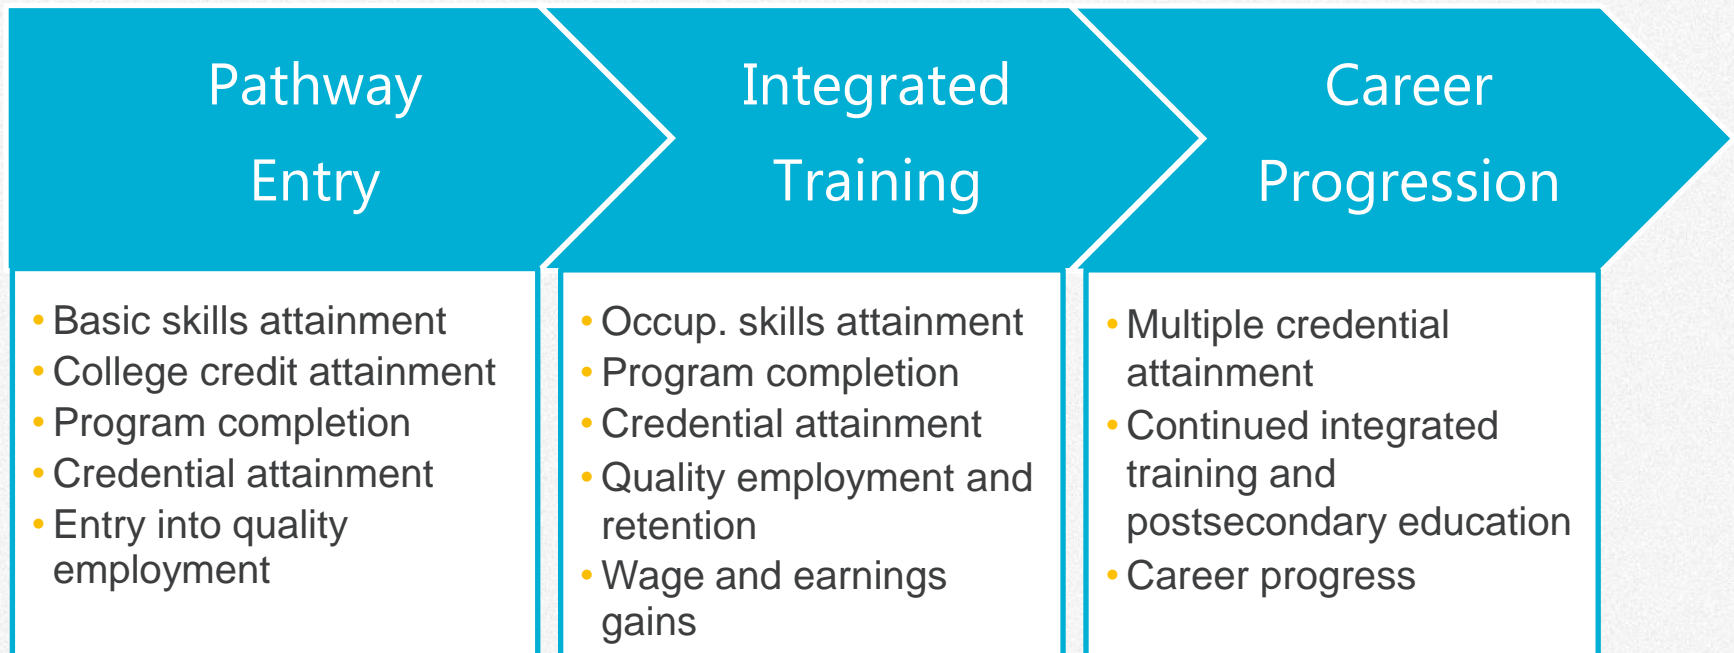 Pathway
Entry
Integrated
Training
Career
Progression
• Basic skills attainment
• College credit attainment
• Program completion
• Credential attainment
• Entry into quality
employment
• Occup. skills attainment
• Program completion
• Credential attainment
• Quality employment and
retention
• Wage and earnings
gains
• Multiple credential
attainment
• Continued integrated
training and
postsecondary education
• Career progress